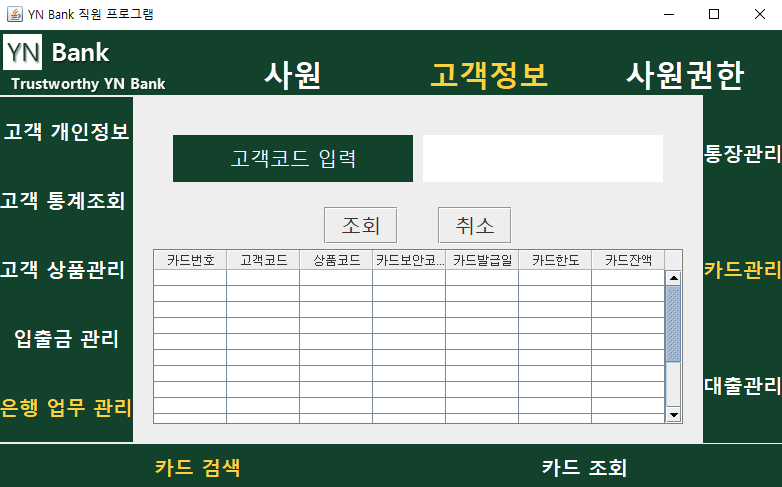 YN Bank 직원 프로그램
YN Bank
Trustworthy YN Bank
사원 고객정보 사원권한
고객 개인정보
고객 통계조회
고객 상품관리
입출금 관리
은행 업무 관리
고객코드 입력
조회 취소
카드번호 고객코드 상품코드 카드보안코... 카드발급일 카드한도 카드잔액
통장관리
카드관리
대출관리
카드 검색 카드 조회